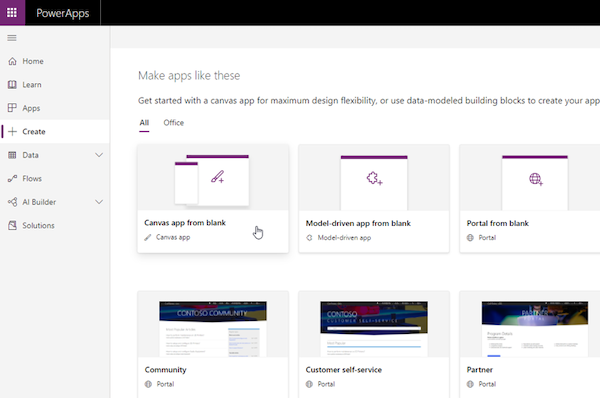 PowerApps
Home
Learn
Apps
Create
Data
Flows
AI Builder
Solutions
Make apps like these
Get started with a canvas app for maximum design flexibility, or use data-modeled building blocks to create your app
All Office
Canvas app from blank
Canvas app
Model-driven app from blank
Model-driven app
Portal from blank
Portal
CONTOSO COMMUNITY
Community
Portal
CONTOSO
CUSTOMER SELF-SERVICE
Customer self-service
Portal
PARTNER
Partner
Portal